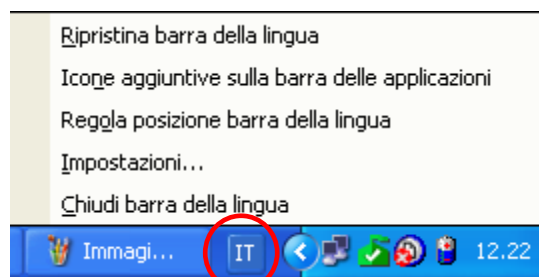 Ripristina barra della lingua
Icone aggiuntive sulla barra delle applicazioni
Regola posizione barra della lingua
Impostazioni...
Chiudi barra della lingua
Immagi... IT 12.22